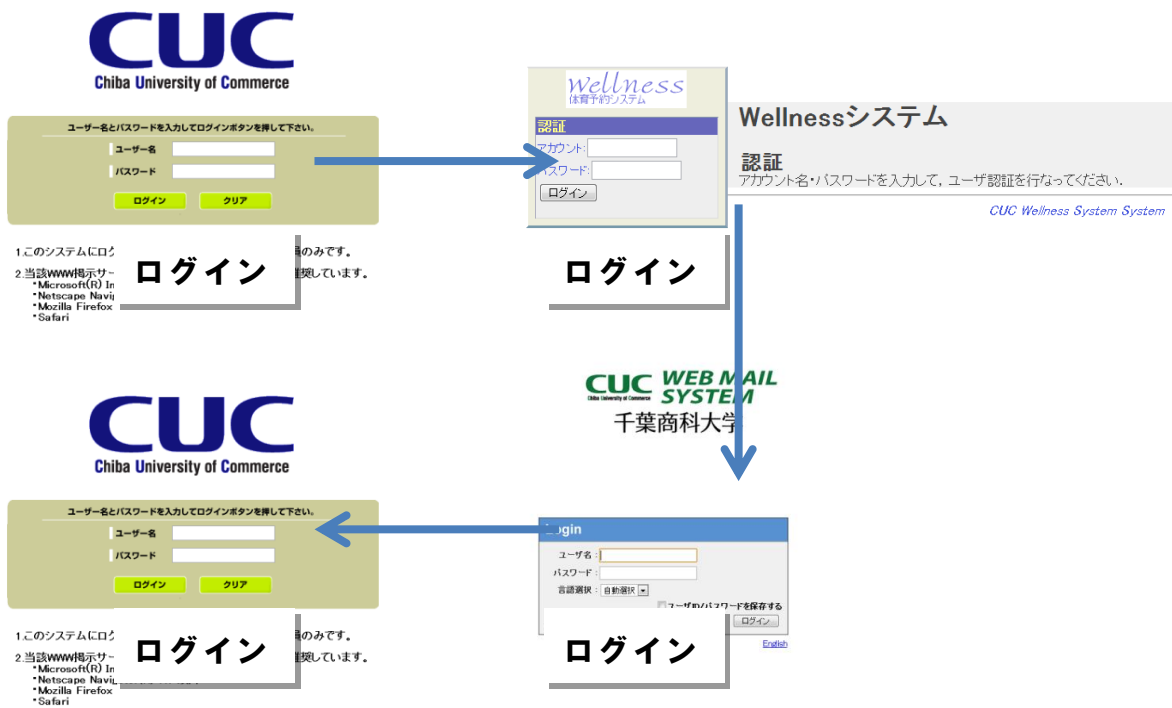 CUC
Chiba University of Commerce
ユーザー名とパスワードを入力してログインボタンを押して下さい。
ユーザー名
パスワード
ログイン クリア
1.このシステムにログ
員のみです。
2.当該WWW掲示サー
推奨しています。
・Microsoft(R) In
・Netscape Navi
・Mozilla Firefox
・Safari
ログイン
Wellness
体育予約システム
認証
アカウント:
パスワード:
ログイン
ログイン
Wellnessシステム
認証
アカウント名・パスワードを入力して, ユーザ認証を行なってください.
CUC Wellness System System
CUC WEB MAIL
Chiba University of Commerce SYSTEM
千葉商科大学
CUC
Chiba University of Commerce
ユーザー名とパスワードを入力してログインボタンを押して下さい。
ユーザー名
パスワード
ログイン クリア
1.このシステムにログ
員のみです。
2.当該WWW掲示サー
推奨しています。
・Microsoft(R) In
・Netscape Navi
・Mozilla Firefox
・Safari
ログイン
Login
ユーザ名 :
パスワード :
言語選択 : 自動選択
ユーザID/パスワードを保存する
ログイン
English
ログイン